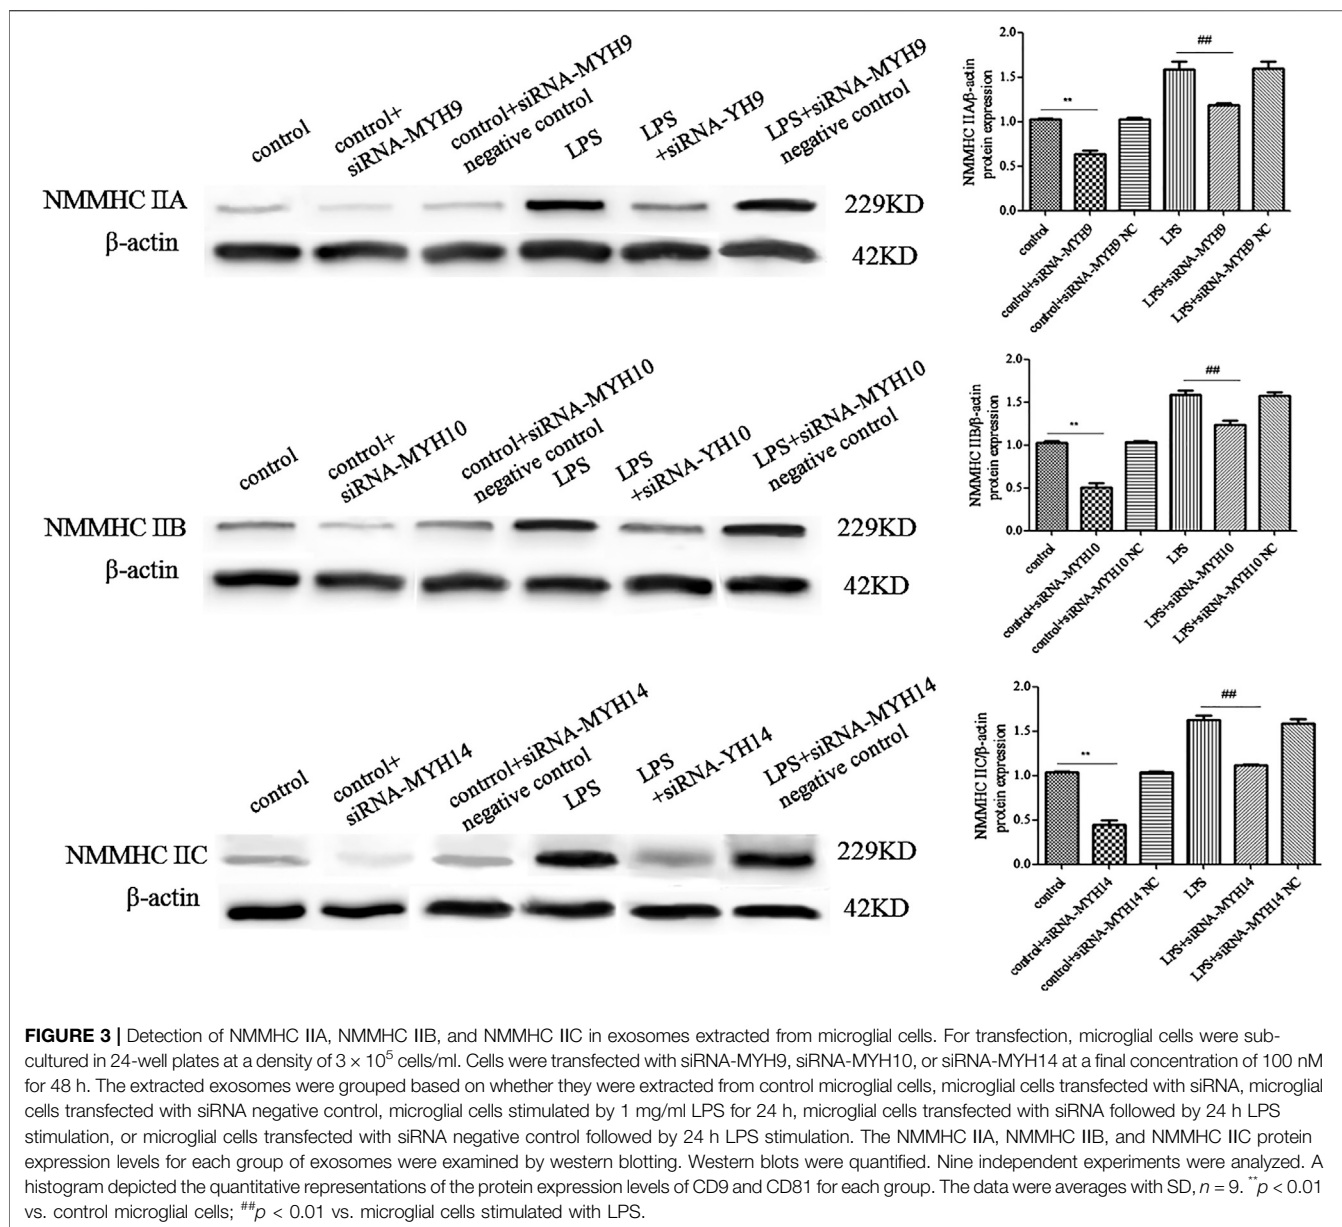 control
control+
siRNA-MYH9
control+siRNA-MYH9
negative control
LPS
LPS
+siRNA-YH9
LPS+siRNA-MYH9
negative control
NMMHC IIA
229KD
β-actin
42KD
NMMHC IIA/β-actin
protein expression
2.0
1.5
1.0
0.5
0.0
**
##
control
control+siRNA-MYH9
control+siRNA-MYH9 NC
LPS
LPS+siRNA-MYH9
LPS+siRNA-MYH9 NC
control
control+
siRNA-MYH10
control+siRNA-MYH10
negative control
LPS
LPS
+siRNA-YH10
LPS+siRNA-MYH10
negative control
NMMHC IIB
229KD
β-actin
42KD
NMMHC IIB/β-actin
protein expression
2.0
1.5
1.0
0.5
0.0
**
##
control
control+siRNA-MYH10
control+siRNA-MYH10 NC
LPS
LPS+siRNA-MYH10
LPS+siRNA-MYH10 NC
control
control+
siRNA-MYH14
control+siRNA-MYH14
negative control
LPS
LPS
+siRNA-YH14
LPS+siRNA-MYH14
negative control
NMMHC IIC
229KD
β-actin
42KD
NMMHC IIC/β-actin
protein expression
2.0
1.5
1.0
0.5
0.0
**
##
control
control+siRNA-MYH14
control+siRNA-MYH14 NC
LPS
LPS+siRNA-MYH14
LPS+siRNA-MYH14 NC
FIGURE 3 | Detection of NMMHC IIA, NMMHC IIB, and NMMHC IIC in exosomes extracted from microglial cells. For transfection, microglial cells were sub-
cultured in 24-well plates at a density of 3 × 10⁵ cells/ml. Cells were transfected with siRNA-MYH9, siRNA-MYH10, or siRNA-MYH14 at a final concentration of 100 nM
for 48 h. The extracted exosomes were grouped based on whether they were extracted from control microglial cells, microglial cells transfected with siRNA, microglial
cells transfected with siRNA negative control, microglial cells stimulated by 1 mg/ml LPS for 24 h, microglial cells transfected with siRNA followed by 24 h LPS
stimulation, or microglial cells transfected with siRNA negative control followed by 24 h LPS stimulation. The NMMHC IIA, NMMHC IIB, and NMMHC IIC protein
expression levels for each group of exosomes were examined by western blotting. Western blots were quantified. Nine independent experiments were analyzed. A
histogram depicted the quantitative representations of the protein expression levels of CD9 and CD81 for each group. The data were averages with SD, n = 9. **p < 0.01
vs. control microglial cells; ##p < 0.01 vs. microglial cells stimulated with LPS.